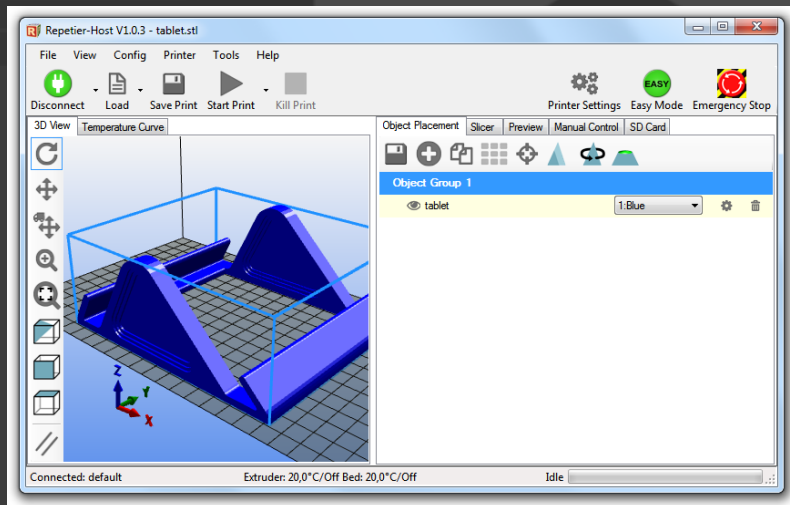 Repetier-Host V1.0.3 - tablet.stl
File View Config Printer Tools Help
EASY
Disconnect Load Save Print Start Print Kill Print Printer Settings Easy Mode Emergency Stop
3D View Temperature Curve Object Placement Slicer Preview Manual Control SD Card
Object Group 1
tablet 1:Blue
Z
Y
X
Connected: default Extruder: 20,0°C/Off Bed: 20,0°C/Off Idle